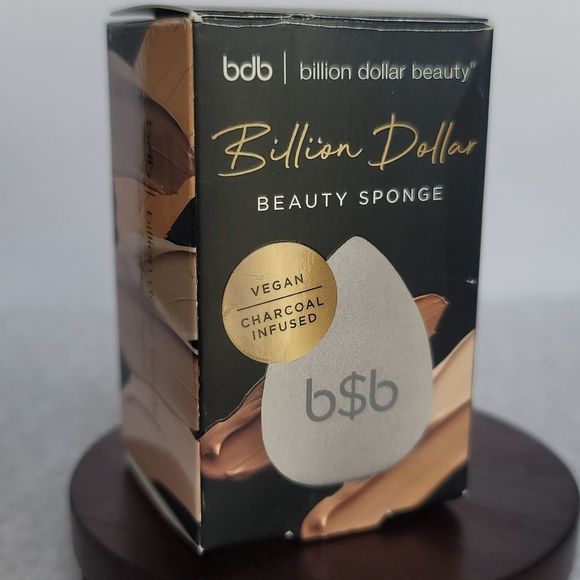 bdb | billion dollar beauty®
Billion Dollar
BEAUTY SPONGE
VEGAN
CHARCOAL
INFUSED
b$b